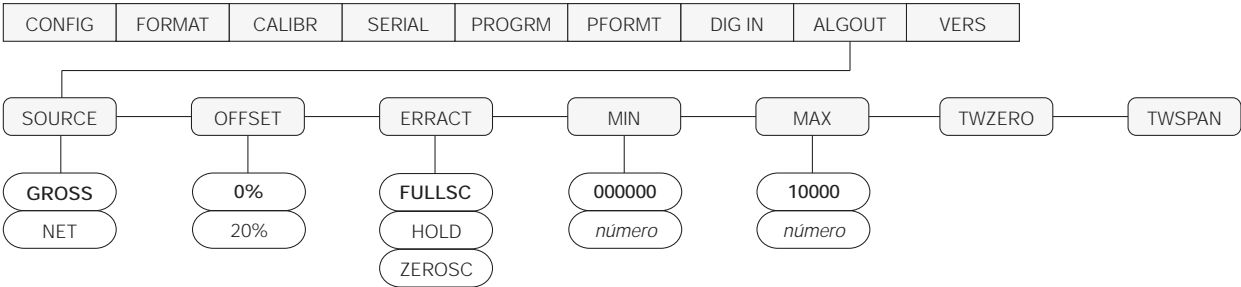 CONFIG FORMAT CALIBR SERIAL PROGRM PFORMT DIG IN ALGOUT VERS
SOURCE OFFSET ERRACT MIN MAX TWZERO TWSPAN
GROSS 0% FULLSC 000000 10000
NET 20% HOLD número número
ZEROSC